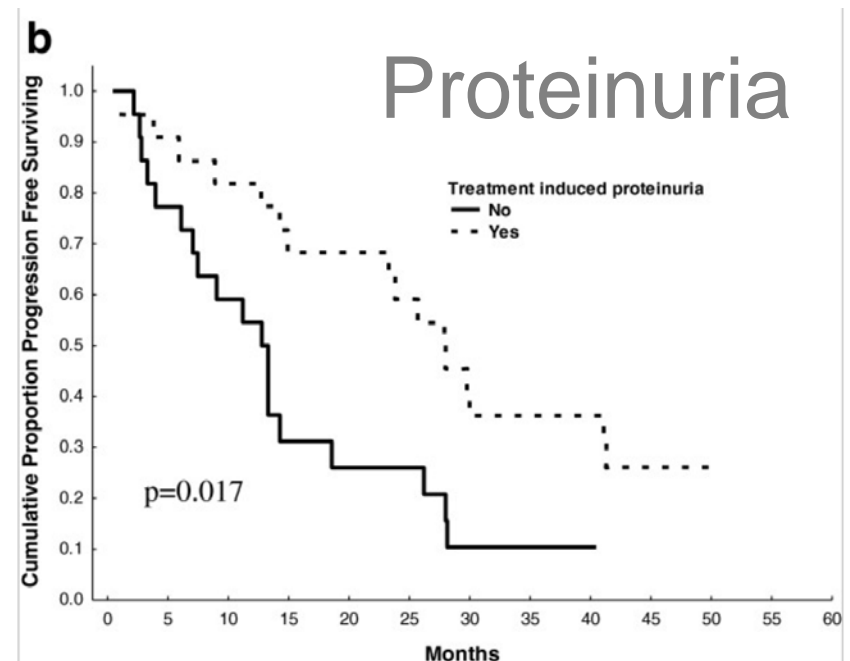 b
Proteinuria
Cumulative Proportion Progression Free Surviving
1.0
0.9
0.8
0.7
0.6
0.5
0.4
0.3
0.2
0.1
0.0
Treatment induced proteinuria
No
Yes
p=0.017
0 5 10 15 20 25 30 35 40 45 50 55 60
Months